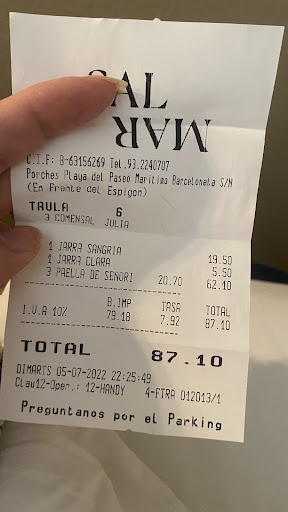 SAL
MAR
C.I.F: B-63156269 Tel.93.2240707
Porches Playa del Paseo Maritimo Barceloneta S/N
(En Frente del Espigon)
TAULA 6
3 COMENSAL JULIA
1 JARRA SANGRIA 19.50
1 JARRA CLARA 5.50
3 PAELLA DE SENORI 20.70 62.10
B.IMP TASA TOTAL
I.V.A 10% 79.18 7.92 87.10
TOTAL 87.10
DIMARTS 05-07-2022 22:25:49
Clau12-Oper.: 12-HANDY 4-FTRA 012013/1
Preguntanos por el Parking